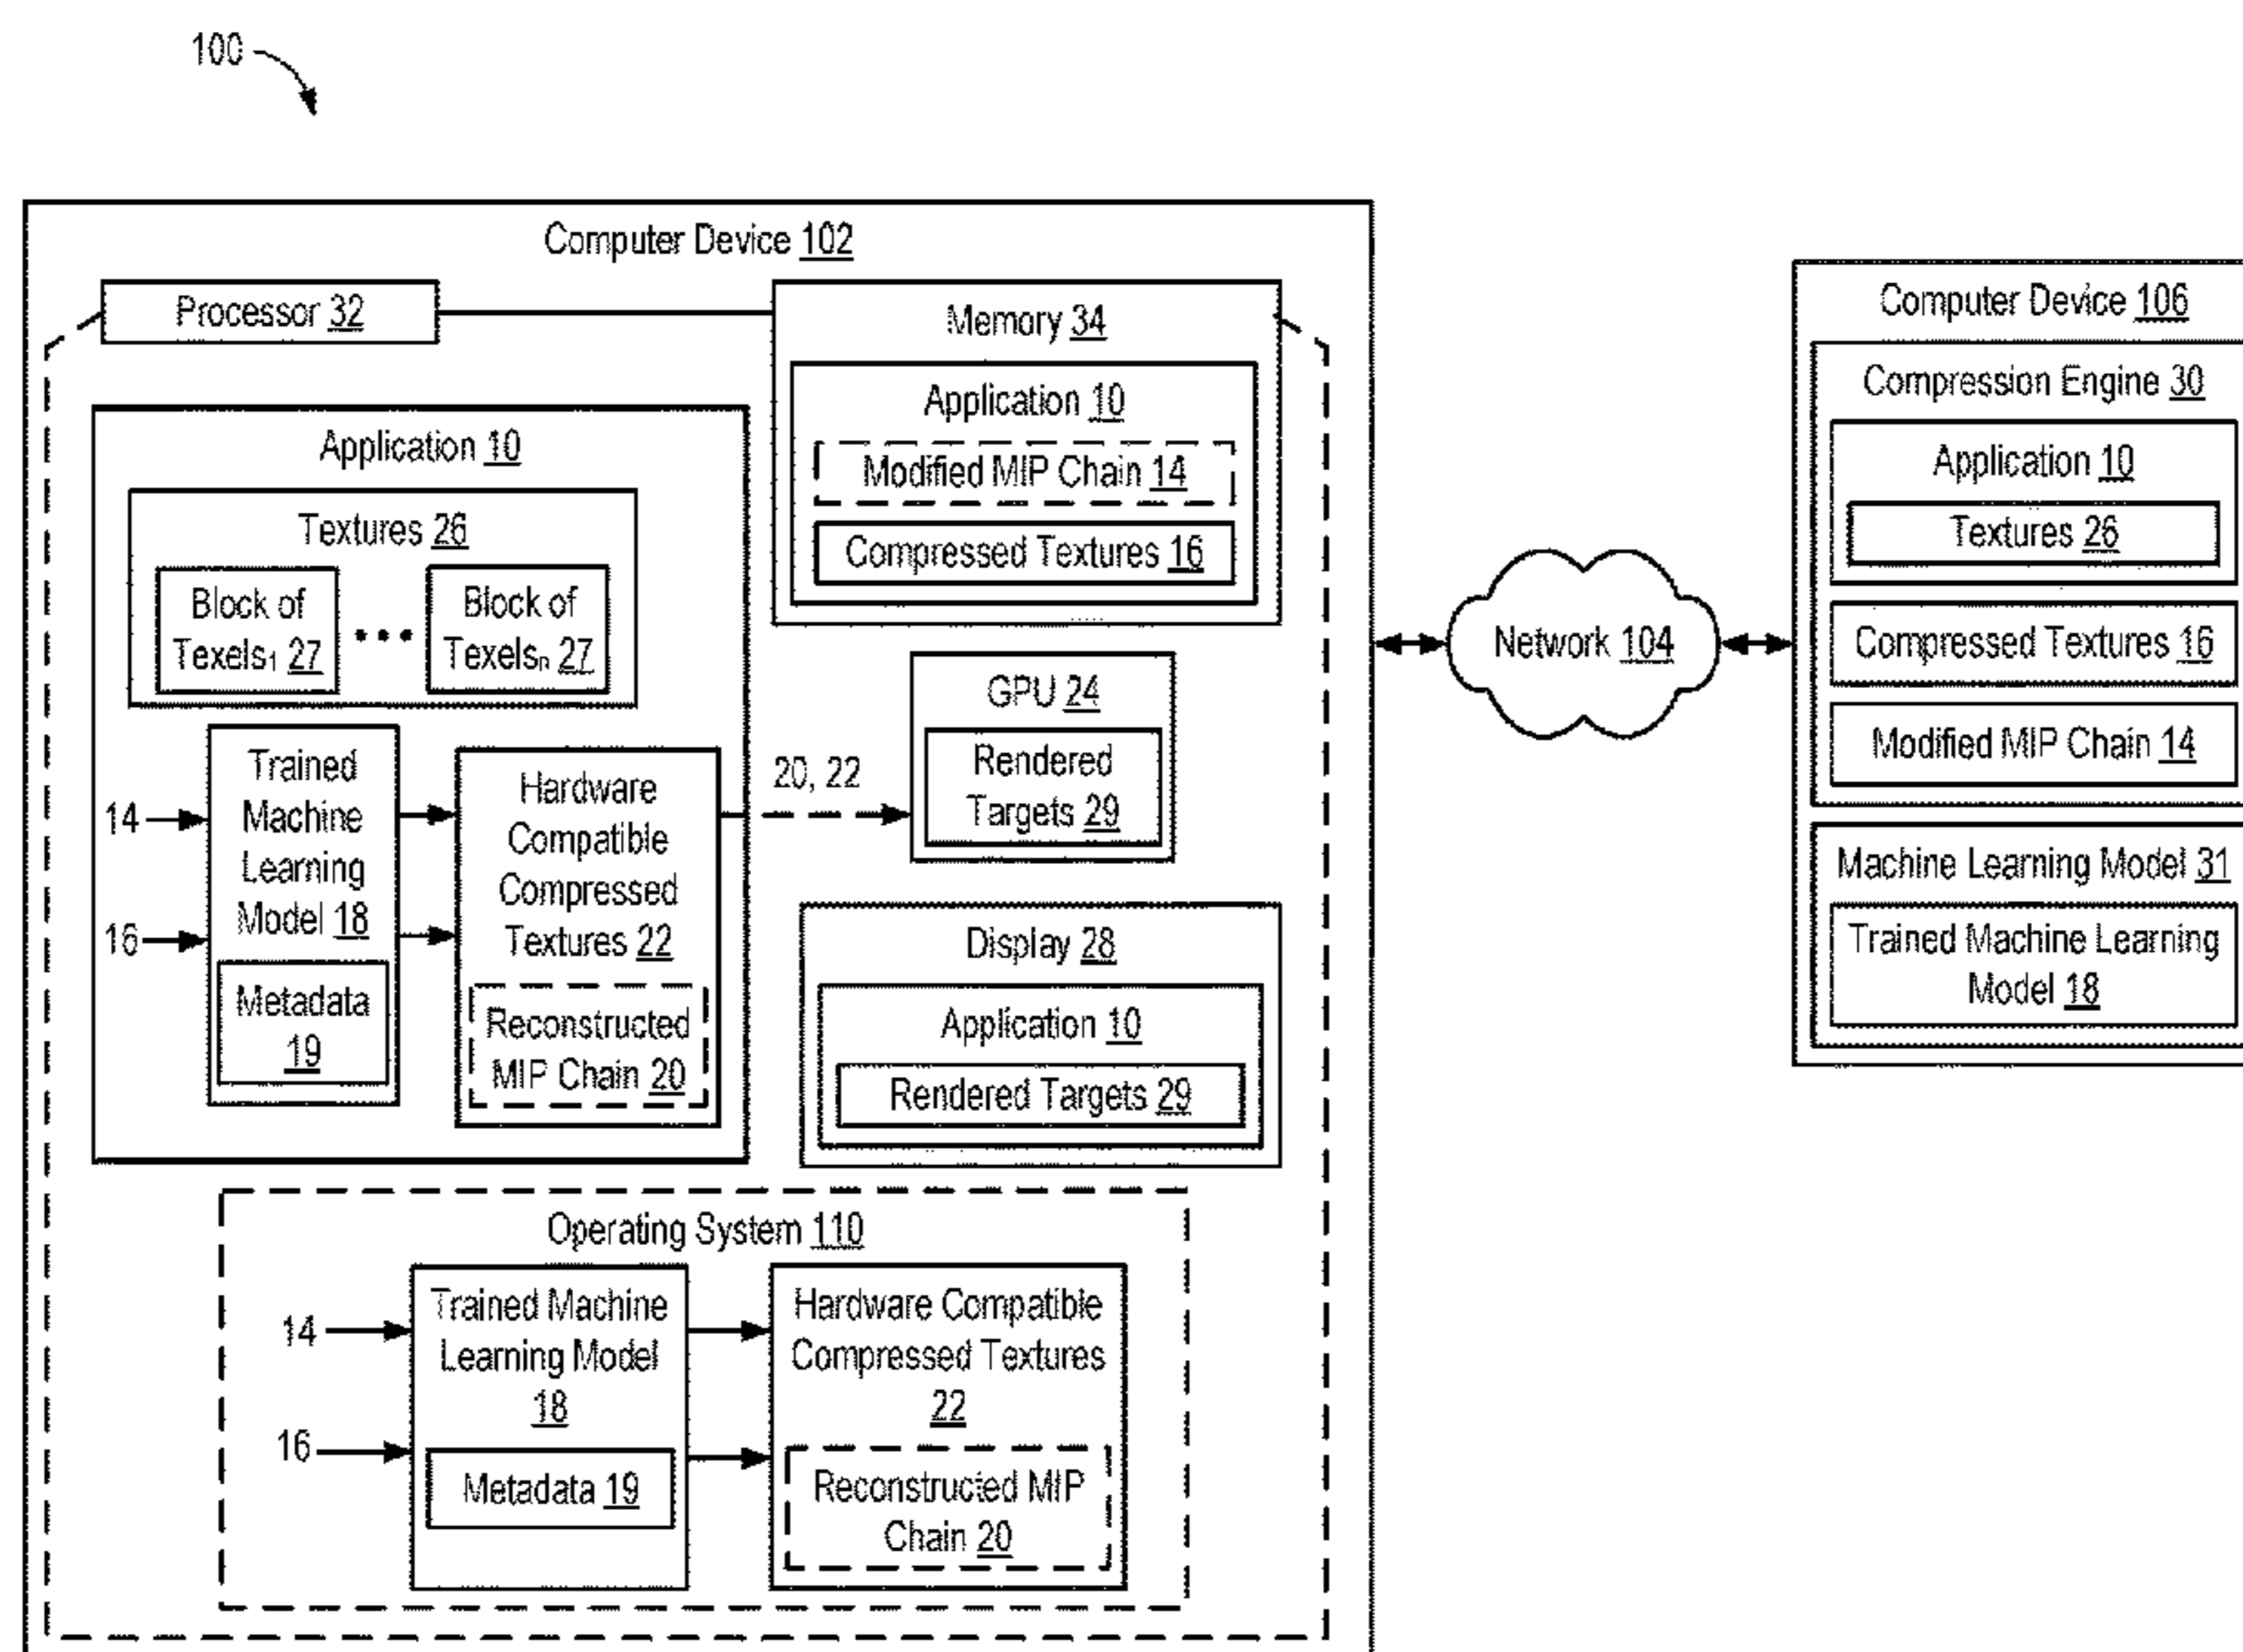 100
Computer Device 102
Processor 32
Memory 34
Application 10
Modified MIP Chain 14
Compressed Textures 16
Application 10
Textures 26
Block of
Texels₁ 27
Block of
Texelsₙ 27
14
16
Trained
Machine
Learning
Model 18
Metadata
19
Hardware
Compatible
Compressed
Textures 22
Reconstructed
MIP Chain 20
20, 22
GPU 24
Rendered
Targets 29
Display 28
Application 10
Rendered Targets 29
Operating System 110
14
16
Trained Machine
Learning Model
18
Metadata 19
Hardware Compatible
Compressed Textures
22
Reconstructed MIP
Chain 20
Network 104
Computer Device 106
Compression Engine 30
Application 10
Textures 26
Compressed Textures 16
Modified MIP Chain 14
Machine Learning Model 31
Trained Machine Learning
Model 18